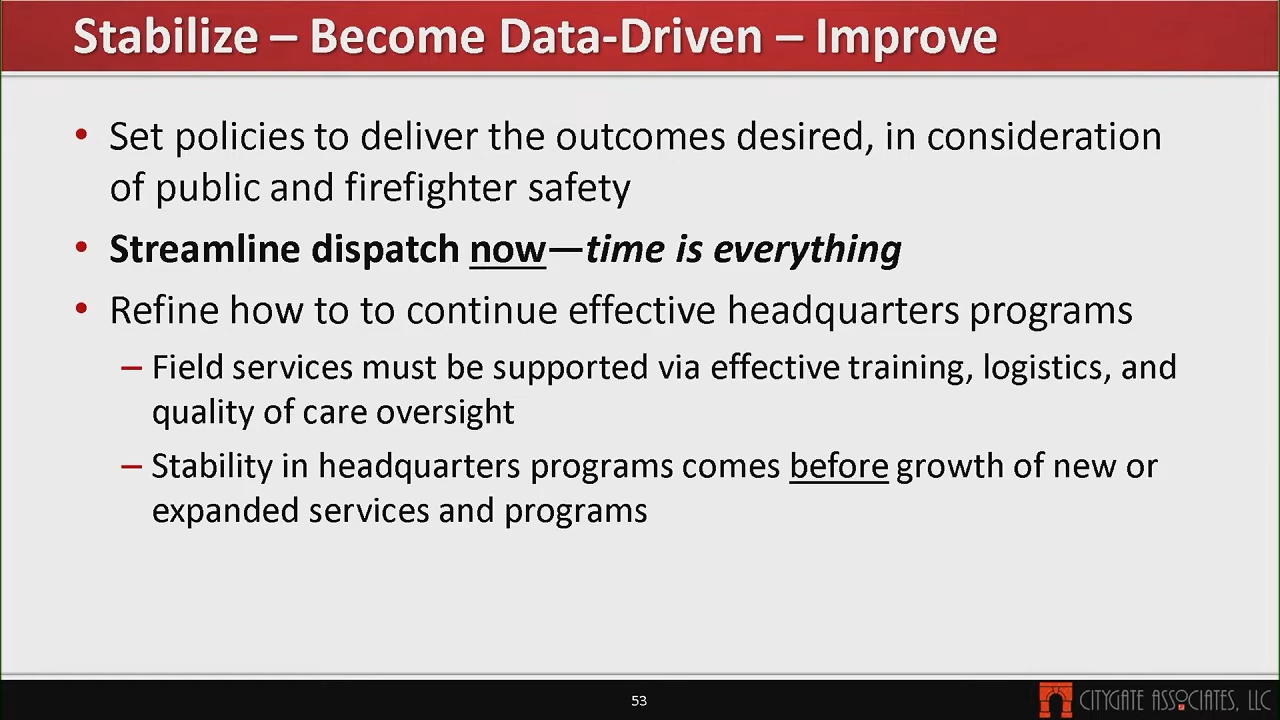 Stabilize – Become Data-Driven – Improve
• Set policies to deliver the outcomes desired, in consideration
of public and firefighter safety
• Streamline dispatch now—time is everything
• Refine how to to continue effective headquarters programs
– Field services must be supported via effective training, logistics, and
quality of care oversight
– Stability in headquarters programs comes before growth of new or
expanded services and programs
53
CITYGATE ASSOCIATES, LLC